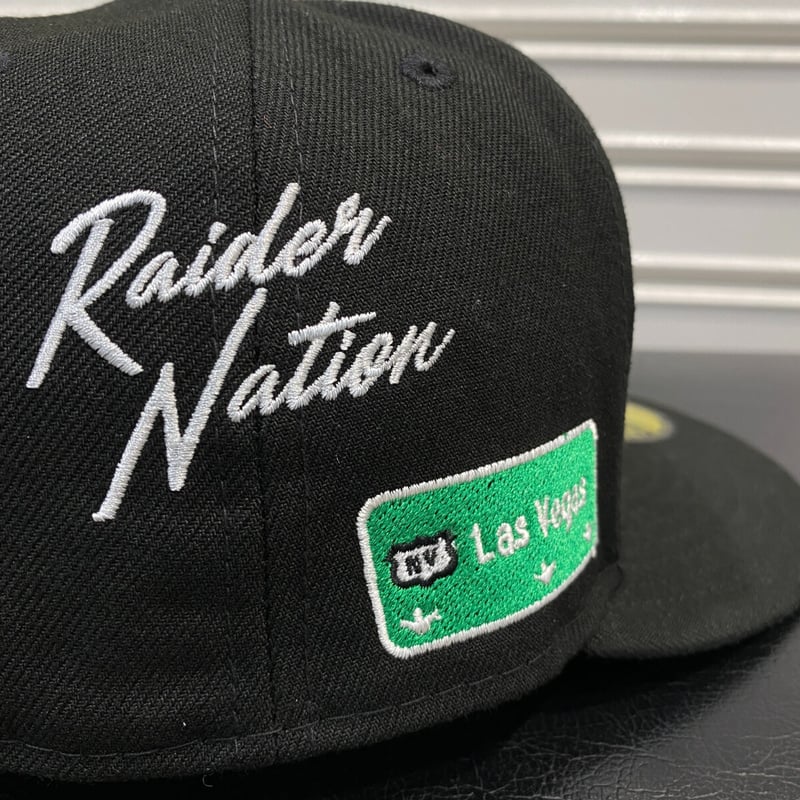 Raider
Nation
NV Las Vegas